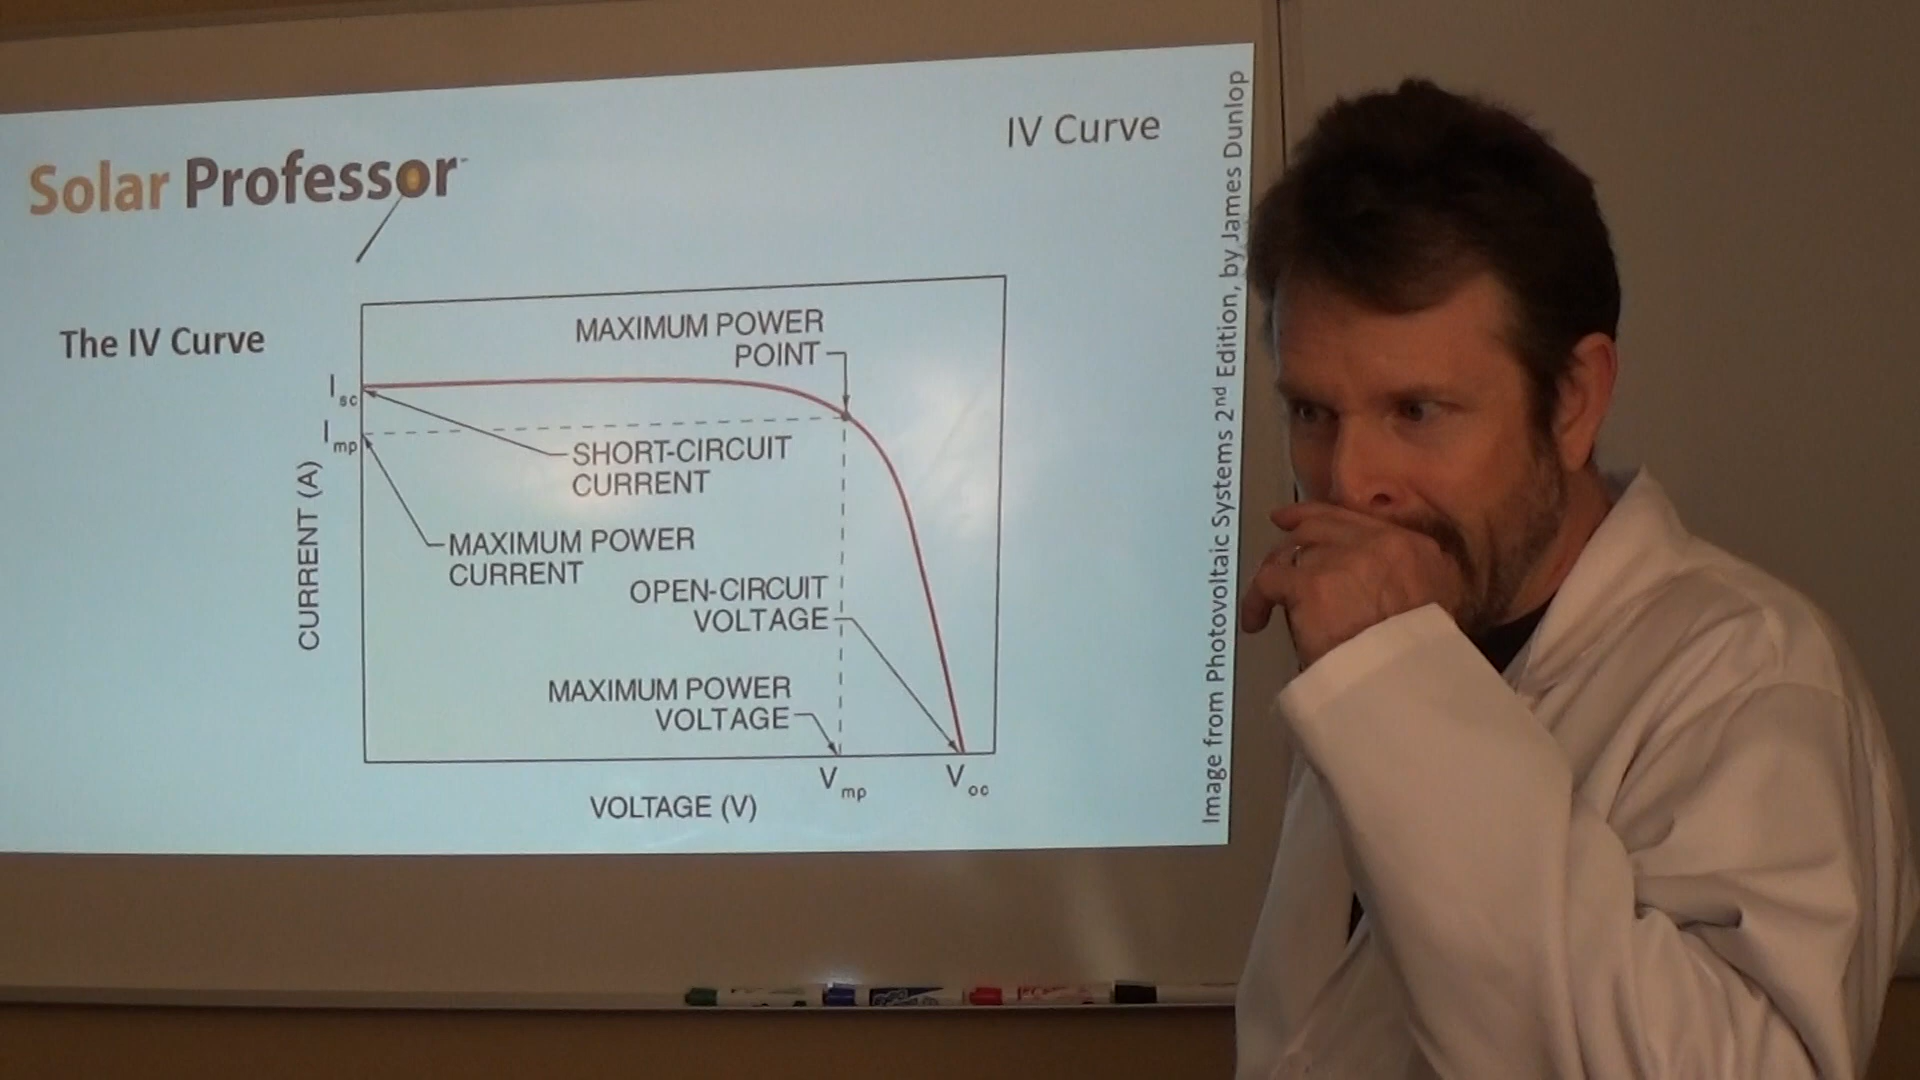 IV Curve
Solar Professor
The IV Curve
MAXIMUM POWER
POINT
I sc
I mp
SHORT-CIRCUIT
CURRENT
MAXIMUM POWER
CURRENT
OPEN-CIRCUIT
VOLTAGE
MAXIMUM POWER
VOLTAGE
CURRENT (A)
V mp
V oc
VOLTAGE (V)
Image from Photovoltaic Systems 2nd Edition, by James Dunlop